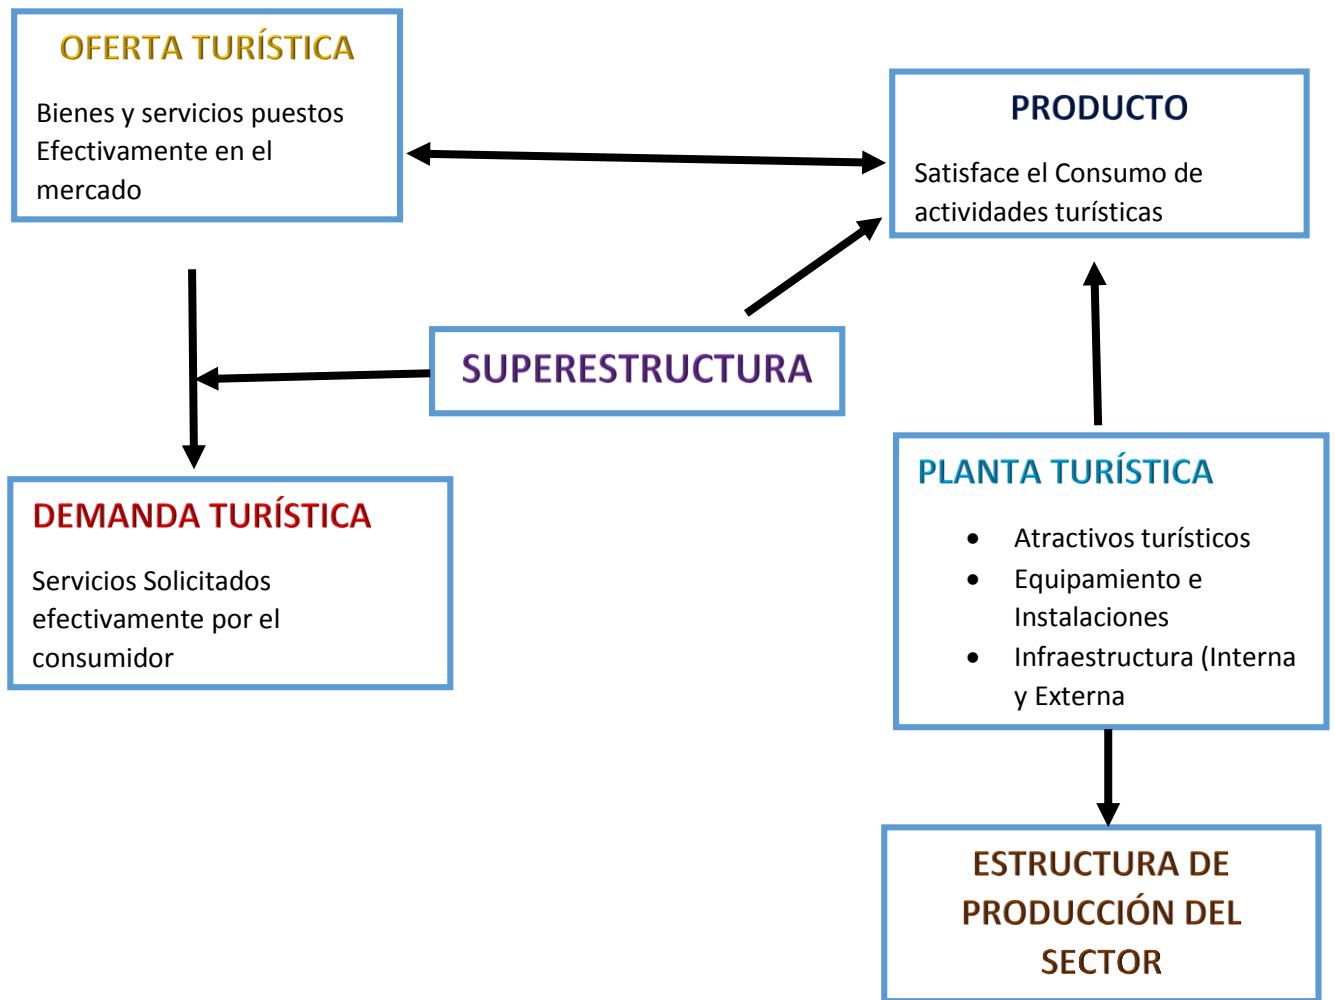 OFERTA TURÍSTICA
Bienes y servicios puestos
Efectivamente en el
mercado
PRODUCTO
Satisface el Consumo de
actividades turísticas
SUPERESTRUCTURA
DEMANDA TURÍSTICA
Servicios Solicitados
efectivamente por el
consumidor
PLANTA TURÍSTICA
• Atractivos turísticos
• Equipamiento e
Instalaciones
• Infraestructura (Interna
y Externa
ESTRUCTURA DE
PRODUCCIÓN DEL
SECTOR